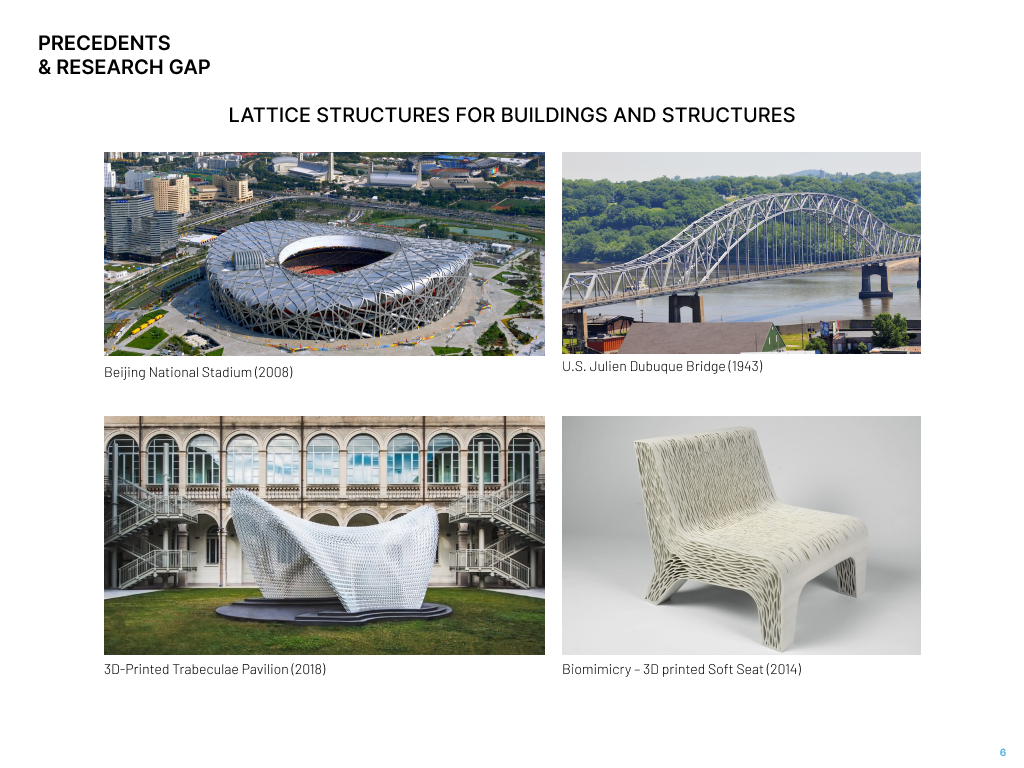 PRECEDENTS
& RESEARCH GAP
LATTICE STRUCTURES FOR BUILDINGS AND STRUCTURES
Beijing National Stadium (2008)
U.S. Julien Dubuque Bridge (1943)
3D-Printed Trabeculae Pavilion (2018)
Biomimicry – 3D printed Soft Seat (2014)
6